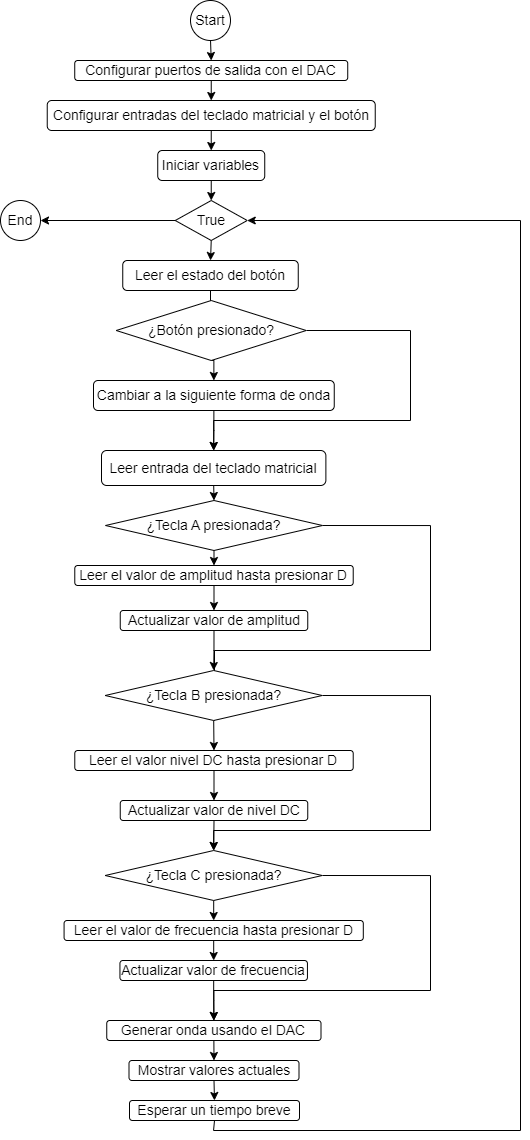 Start
Configurar puertos de salida con el DAC
Configurar entradas del teclado matricial y el botón
Iniciar variables
End
True
Leer el estado del botón
¿Botón presionado?
Cambiar a la siguiente forma de onda
Leer entrada del teclado matricial
¿Tecla A presionada?
Leer el valor de amplitud hasta presionar D
Actualizar valor de amplitud
¿Tecla B presionada?
Leer el valor nivel DC hasta presionar D
Actualizar valor de nivel DC
¿Tecla C presionada?
Leer el valor de frecuencia hasta presionar D
Actualizar valor de frecuencia
Generar onda usando el DAC
Mostrar valores actuales
Esperar un tiempo breve